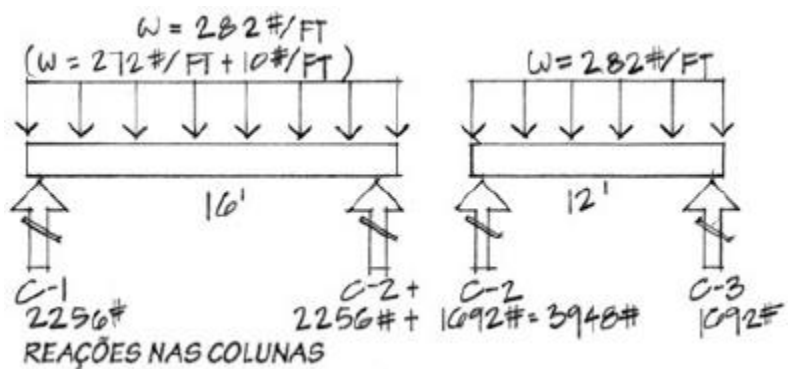 W = 282#/FT
(W = 272#/FT + 10#/FT)
W = 282#/FT
16'
12'
C-1
C-2 +
C-2
C-3
2256#
2256# + 1692# = 3948#
1692#
REAÇÕES NAS COLUNAS